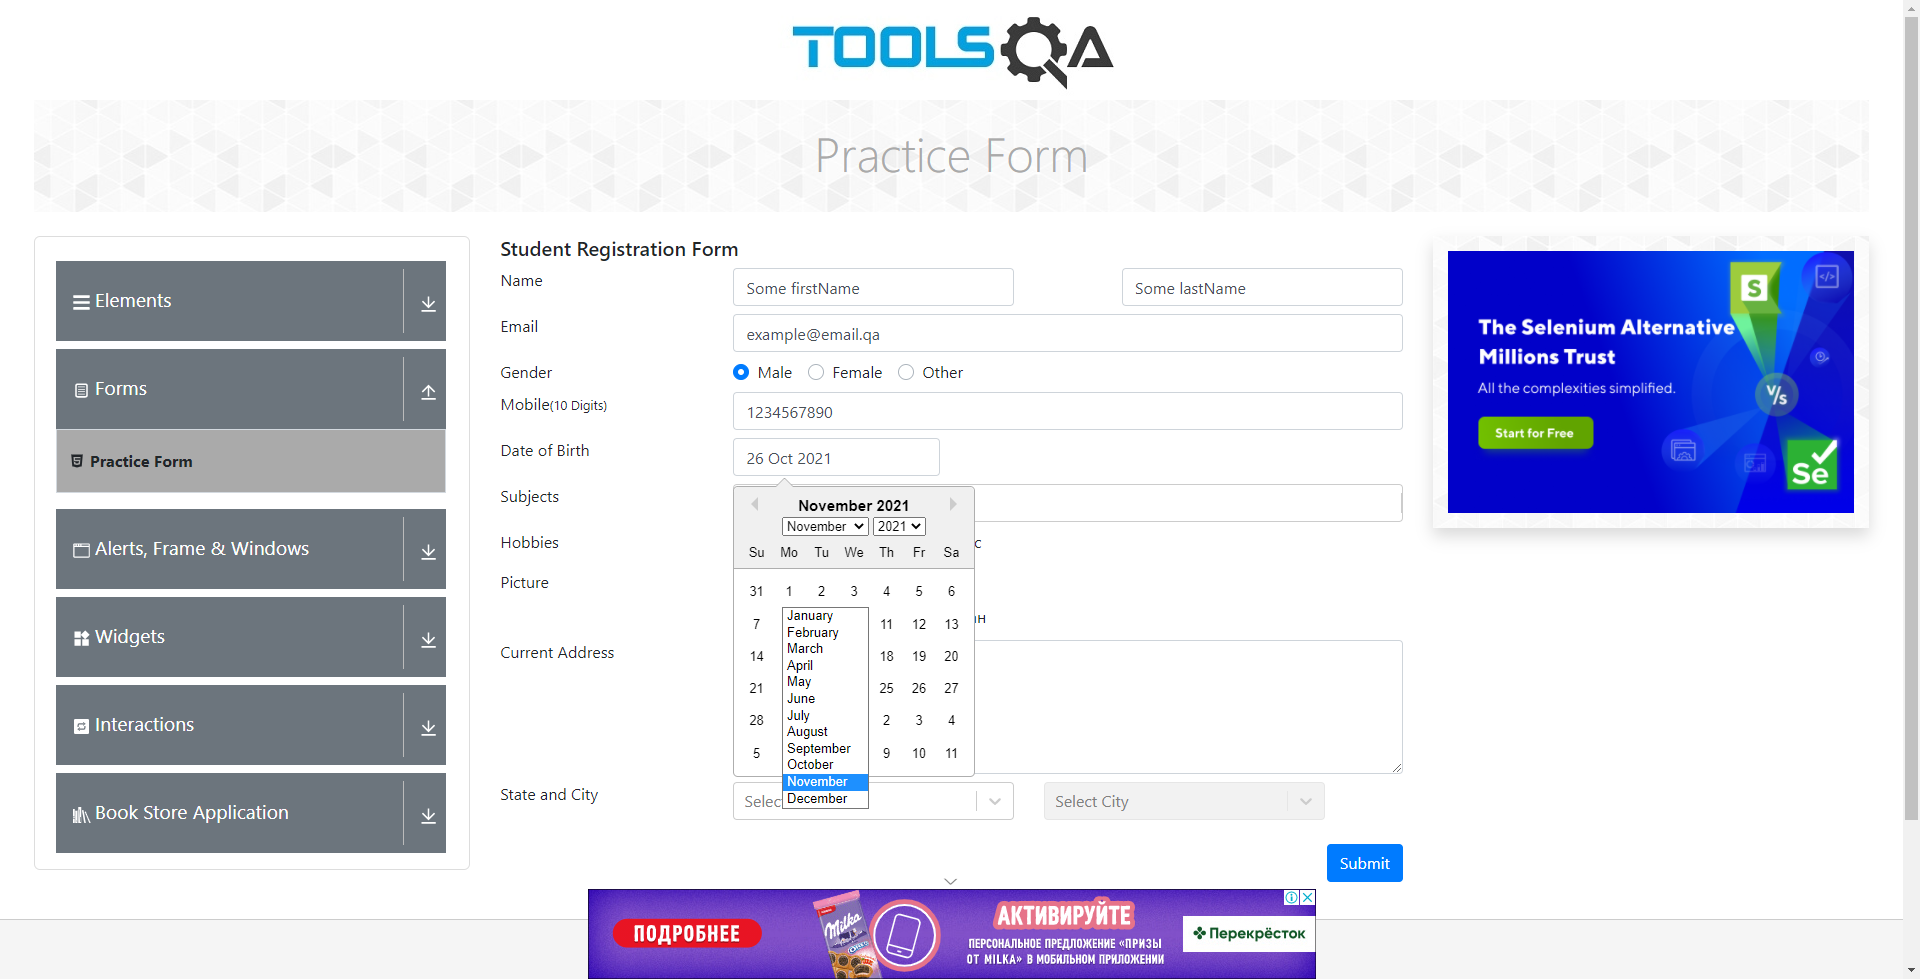 TOOLSQA
Practice Form
Elements
Forms
Practice Form
Alerts, Frame & Windows
Widgets
Interactions
Book Store Application
Student Registration Form
Name
Some firstName
Some lastName
Email
example@email.qa
Gender
Male Female Other
Mobile(10 Digits)
1234567890
Date of Birth
26 Oct 2021
Subjects
Hobbies
Picture
Current Address
State and City
November 2021
November 2021
Su Mo Tu We Th Fr Sa
31 1 2 3 4 5 6
7 11 12 13
14 18 19 20
21 25 26 27
28 2 3 4
5 9 10 11
January
February
March
April
May
June
July
August
September
October
November
December
с
н
Selec
Select City
Submit
The Selenium Alternative
Millions Trust
All the complexities simplified.
Start for Free
S
V/s
Se
ПОДРОБНЕЕ
Milka
OREO
АКТИВИРУЙТЕ
ПЕРСОНАЛЬНОЕ ПРЕДЛОЖЕНИЕ «ПРИЗЫ
ОТ MILKA» В МОБИЛЬНОМ ПРИЛОЖЕНИИ
Перекрёсток